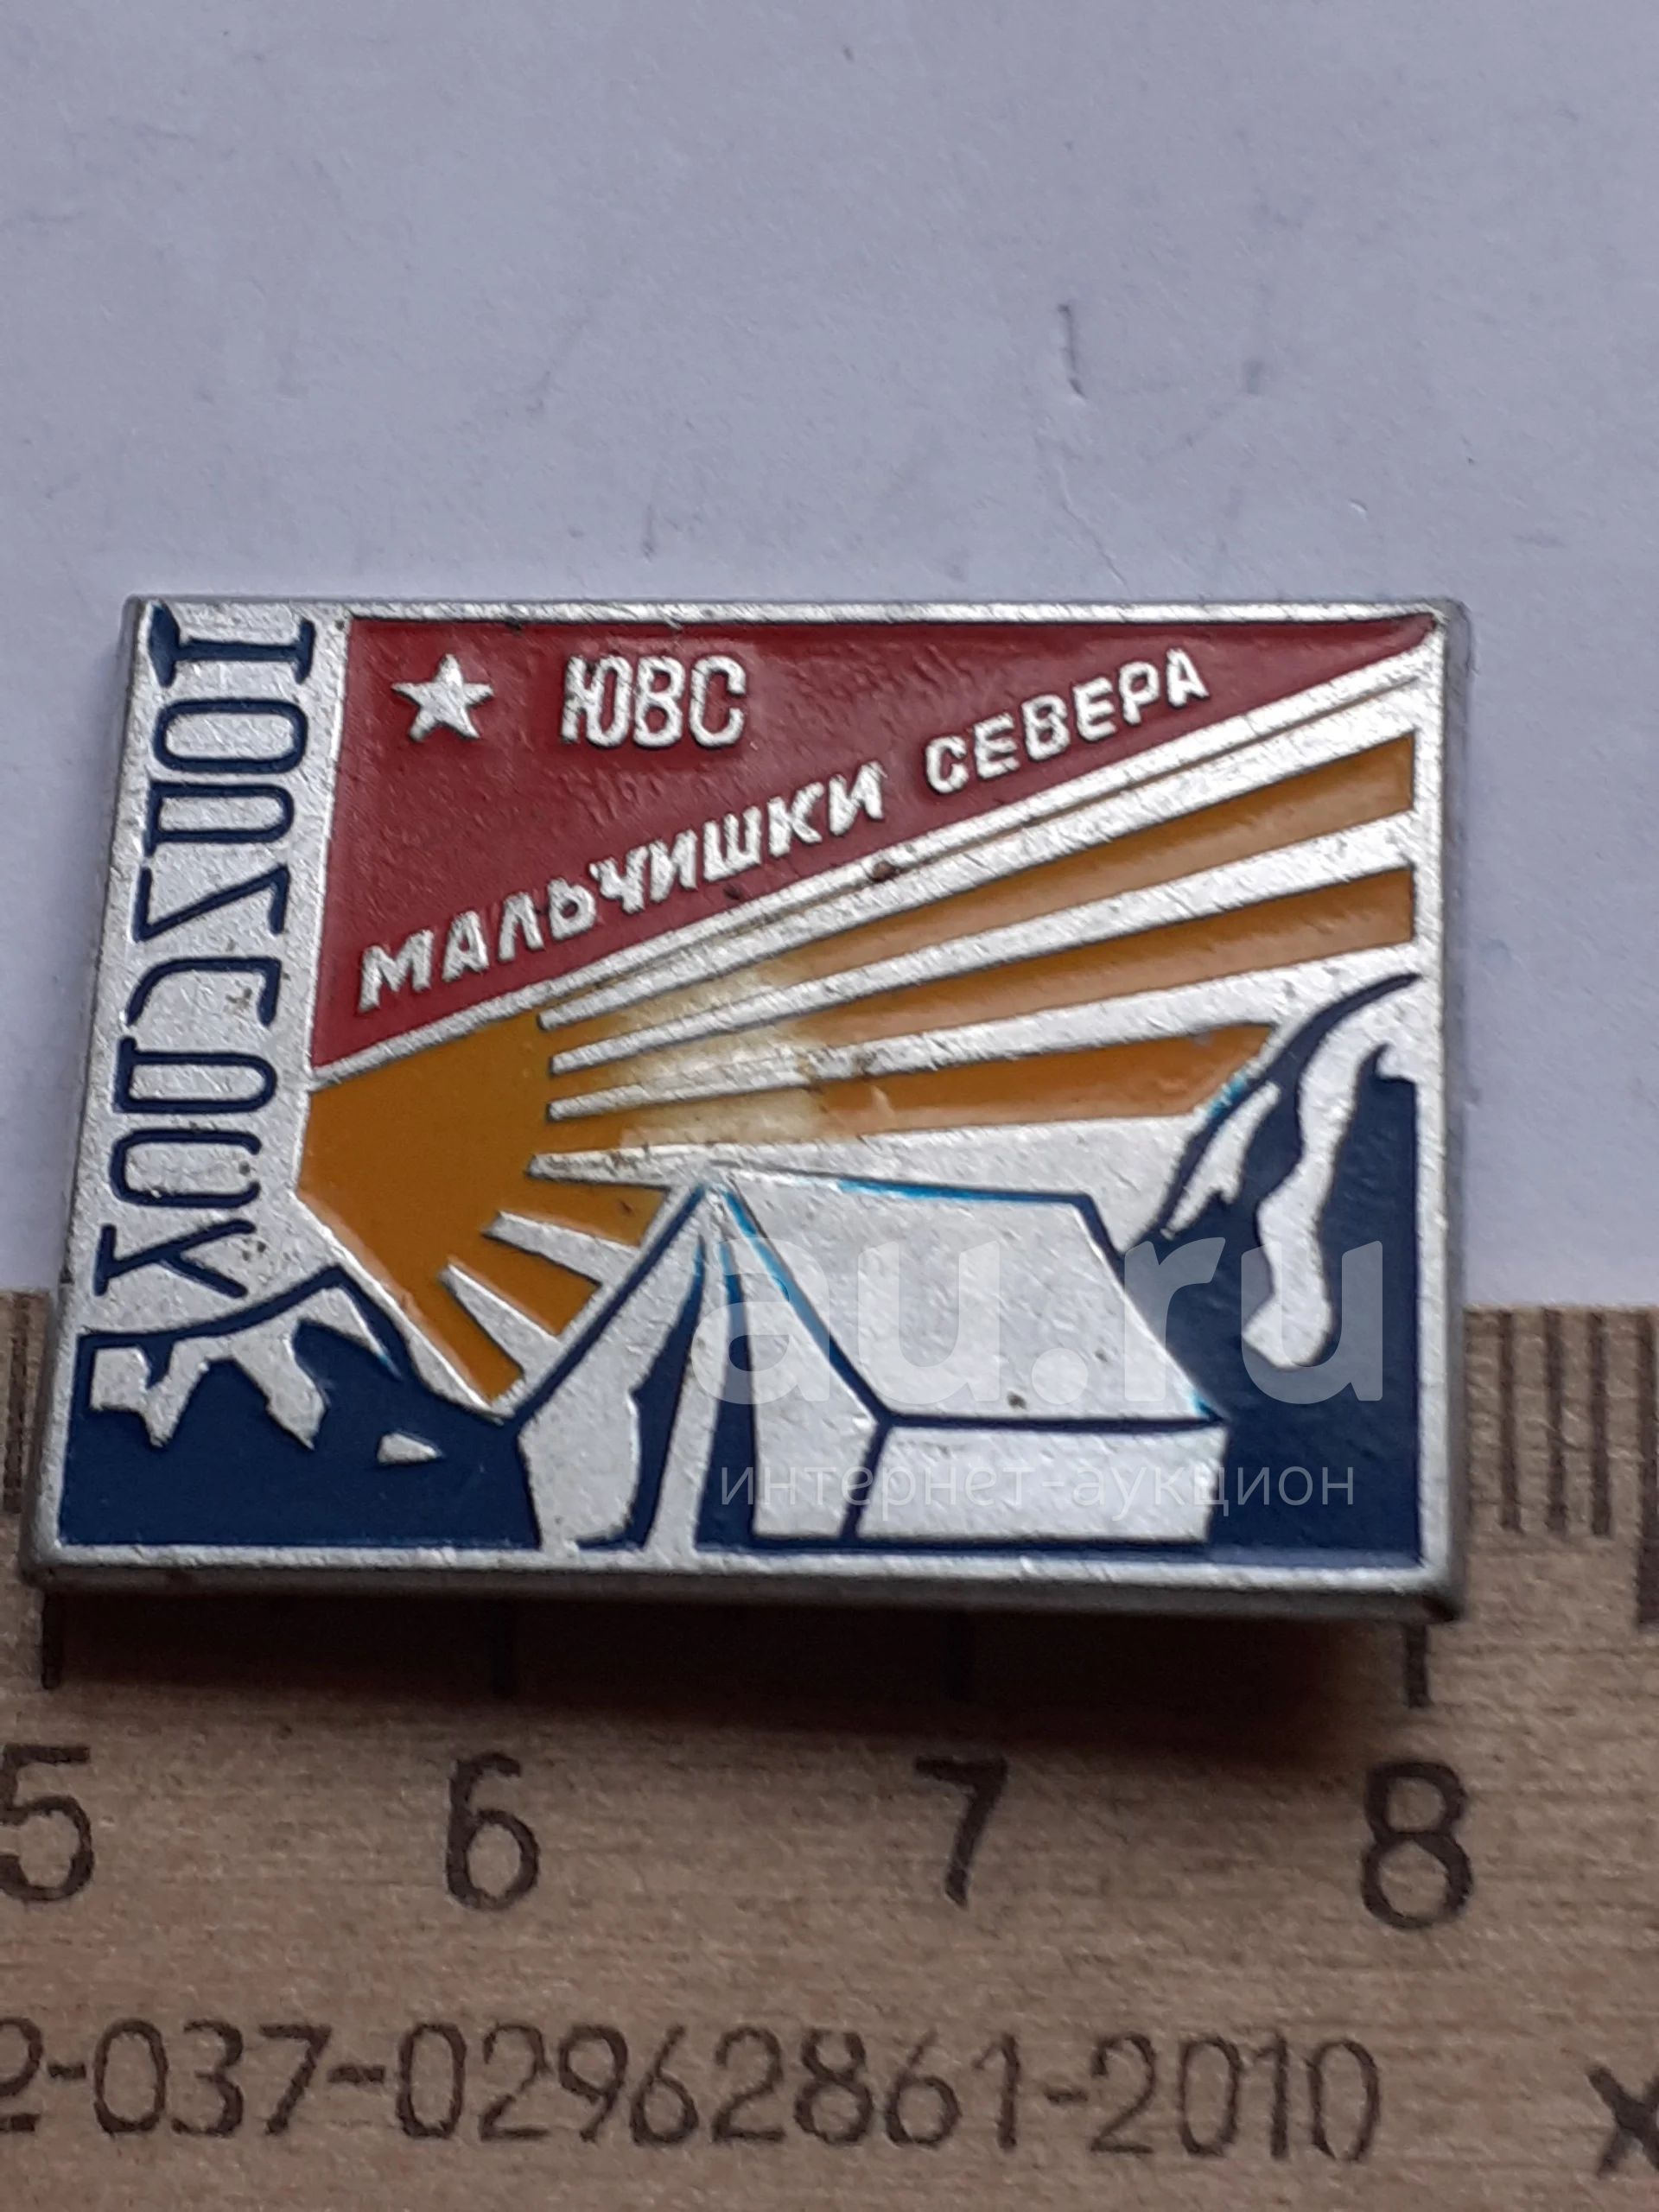 НОРИЛЬСК
ЮВС
МАЛЬЧИШКИ СЕВЕРА
au.ru
интернет-аукцион
5 6 7 8
2-037-02962861-2010